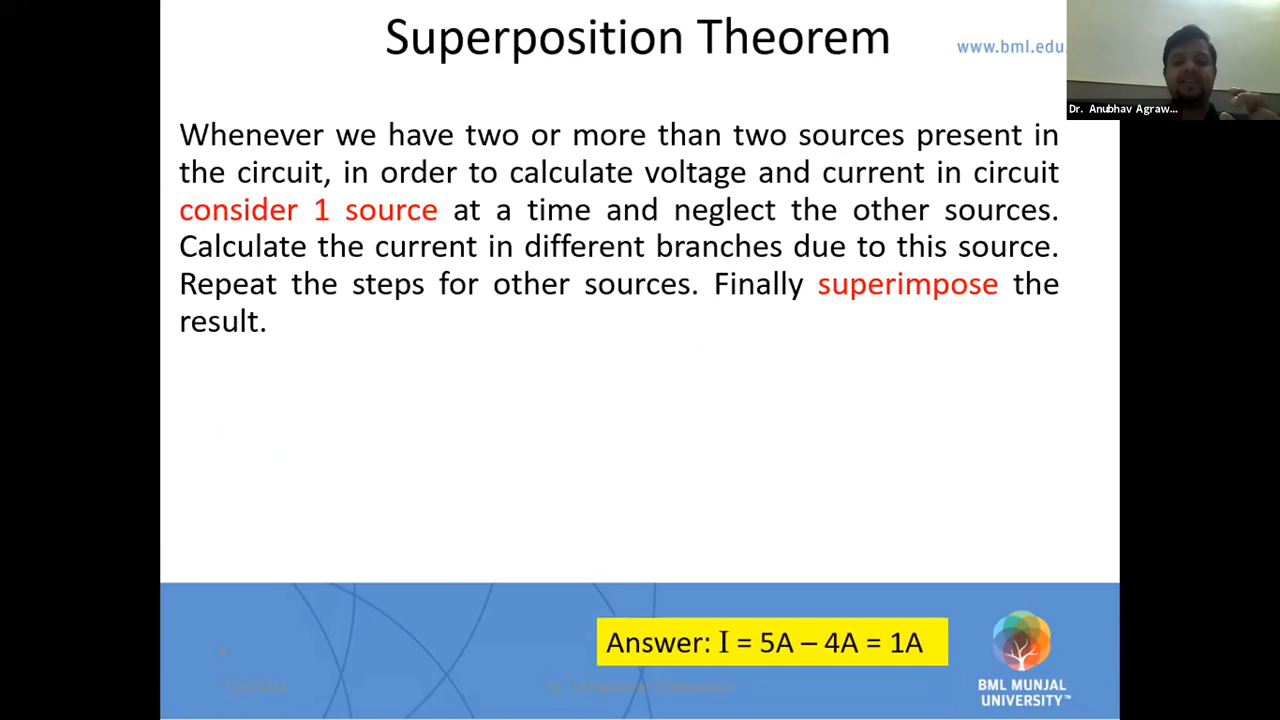 Superposition Theorem
www.bml.edu.
Dr. Anubhav Agraw...
Whenever we have two or more than two sources present in
the circuit, in order to calculate voltage and current in circuit
consider 1 source at a time and neglect the other sources.
Calculate the current in different branches due to this source.
Repeat the steps for other sources. Finally superimpose the
result.
Answer: I = 5A – 4A = 1A
BML MUNJAL
UNIVERSITY™